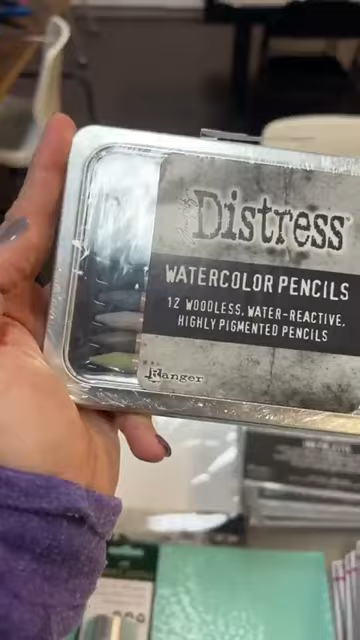 Distress®
WATERCOLOR PENCILS
12 WOODLESS, WATER-REACTIVE,
HIGHLY PIGMENTED PENCILS
Ranger